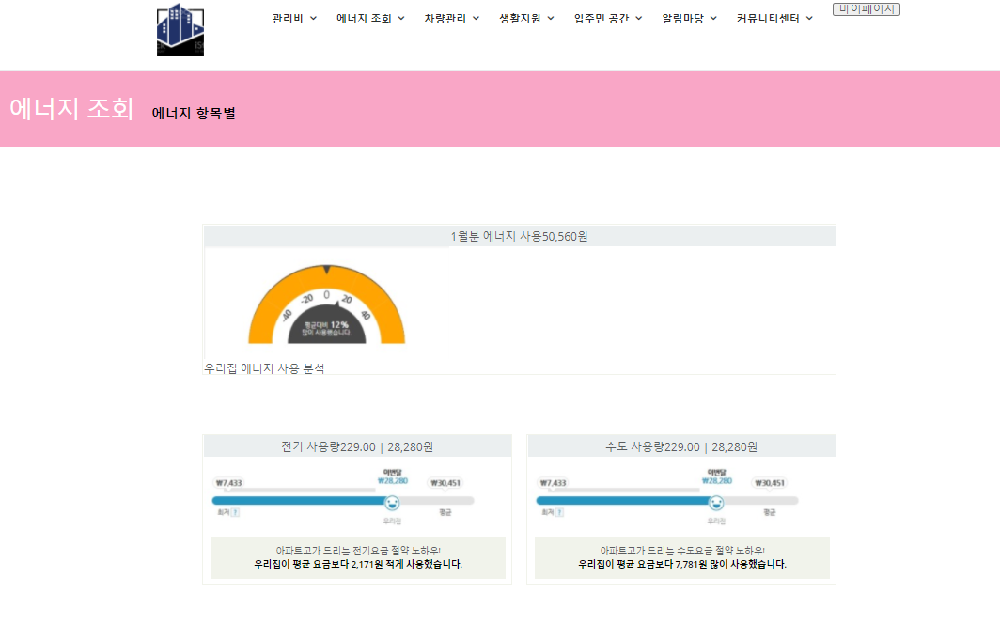 관리비 에너지 조회 차량관리 생활지원 입주민 공간 알림마당 커뮤니티센터 마이페이지
에너지 조회 에너지 항목별
1월분 에너지 사용50,560원
-40 -20 0 20 40
평균대비 12%
많이 사용했습니다.
우리집 에너지 사용 분석
전기 사용량229.00 | 28,280원
이번달
₩7,433 ₩28,280 ₩30,451
최저 ?
우리집 평균
아파트고가 드리는 전기요금 절약 노하우!
우리집이 평균 요금보다 2,171원 적게 사용했습니다.
수도 사용량229.00 | 28,280원
이번달
₩7,433 ₩28,280 ₩30,451
최저 ?
우리집 평균
아파트고가 드리는 수도요금 절약 노하우!
우리집이 평균 요금보다 7,781원 많이 사용했습니다.